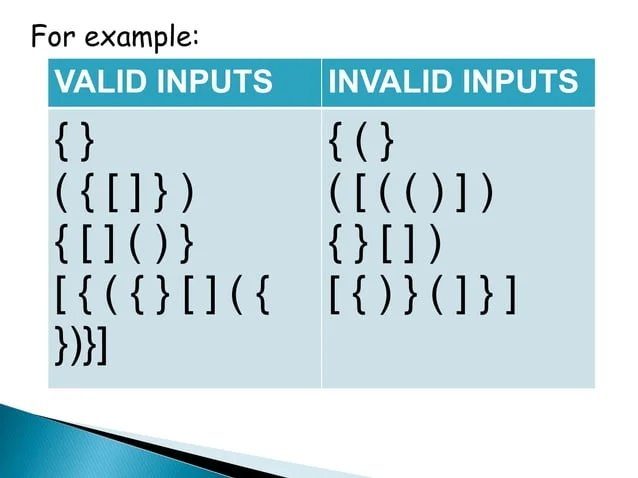 For example:
VALID INPUTS
INVALID INPUTS
{ }
( { [ ] } )
{ [ ] ( ) }
[ { ( { } [ ] ( {
})}]
{ ( }
( [ ( ( ) ] )
{ } [ ] )
[ { ) } ( ] } ]